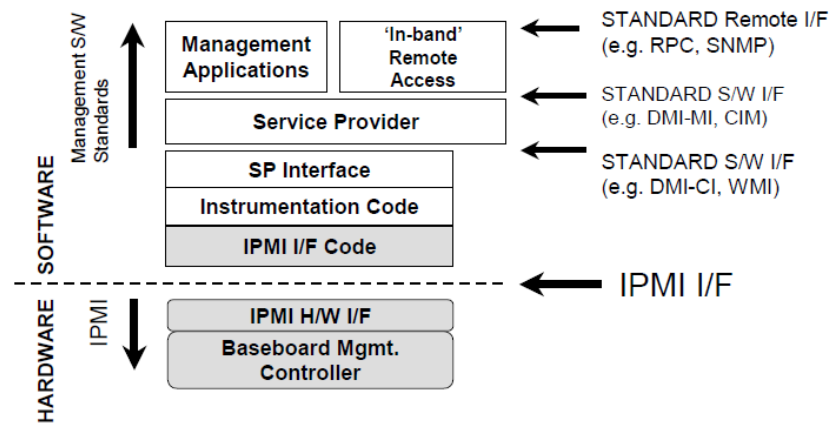 Management
Applications
‘In-band’
Remote
Access
STANDARD Remote I/F
(e.g. RPC, SNMP)
Service Provider
STANDARD S/W I/F
(e.g. DMI-MI, CIM)
SP Interface
STANDARD S/W I/F
(e.g. DMI-CI, WMI)
Instrumentation Code
IPMI I/F Code
Management S/W
Standards
SOFTWARE
IPMI I/F
HARDWARE
IPMI
IPMI H/W I/F
Baseboard Mgmt.
Controller